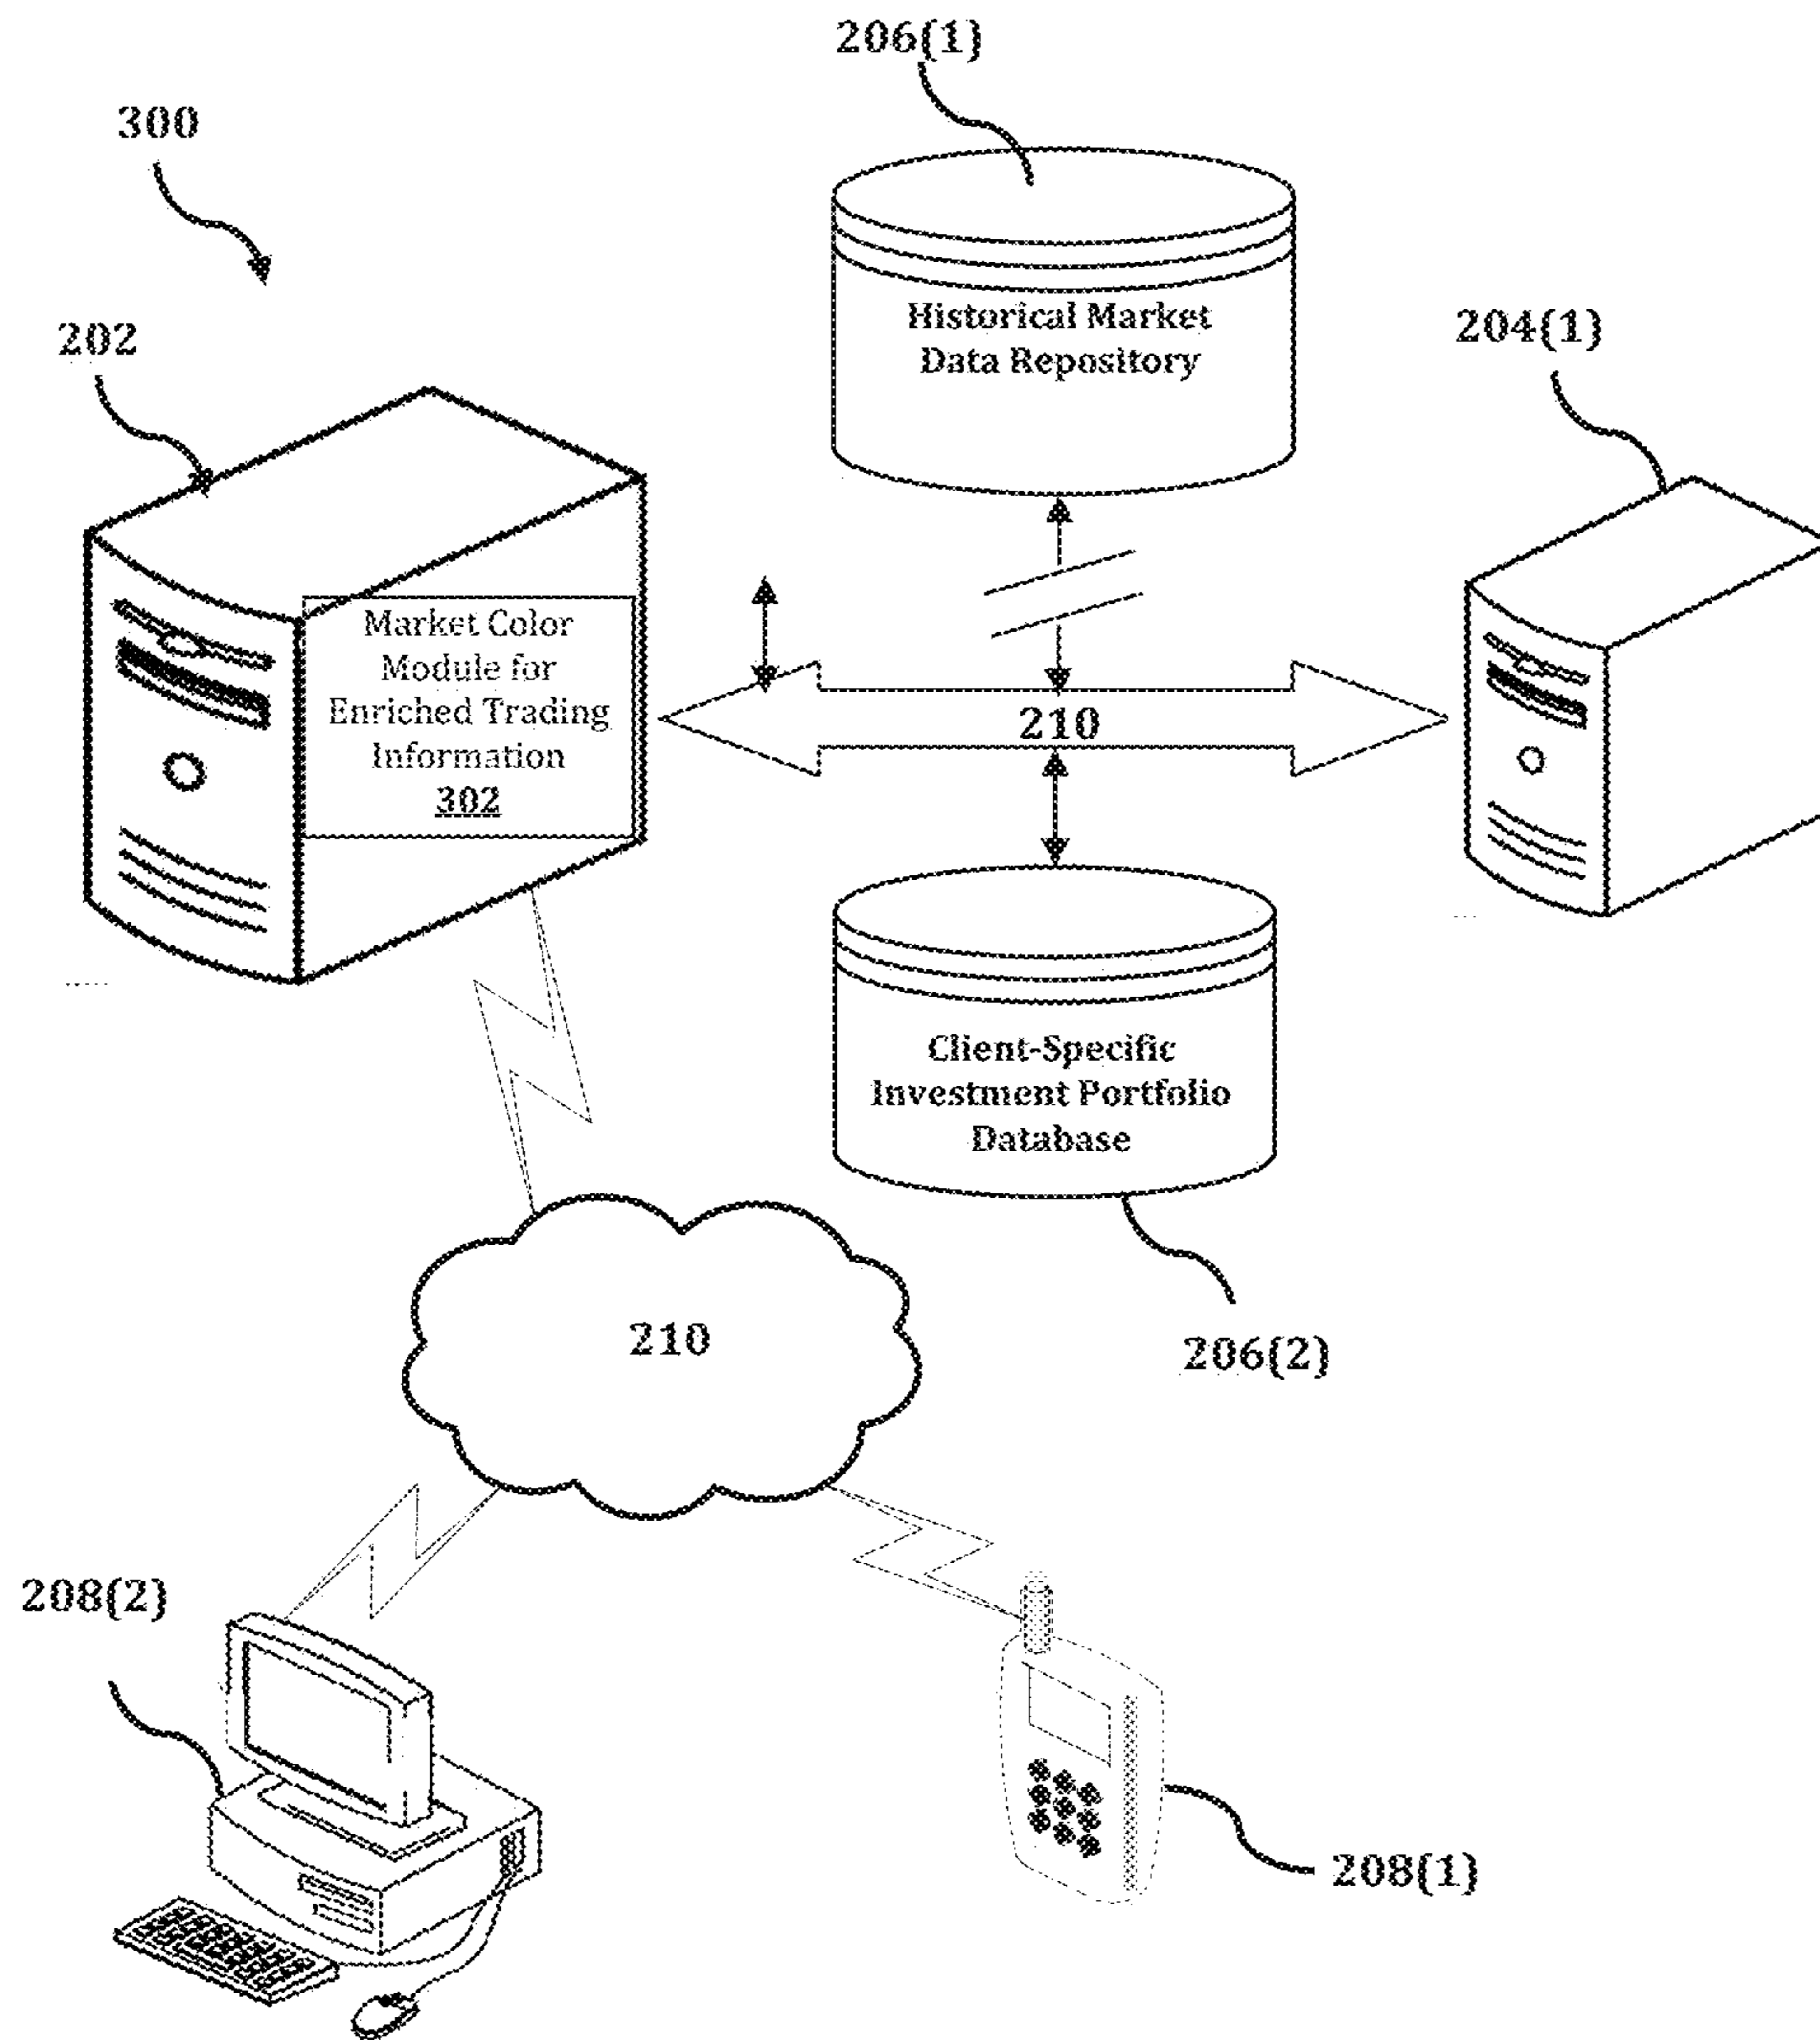 206(1)
300
Historical Market
Data Repository
204(1)
202
Market Color
Module for
Enriched Trading
Information
302
210
Client-Specific
Investment Portfolio
Database
210
206(2)
208(2)
208(1)